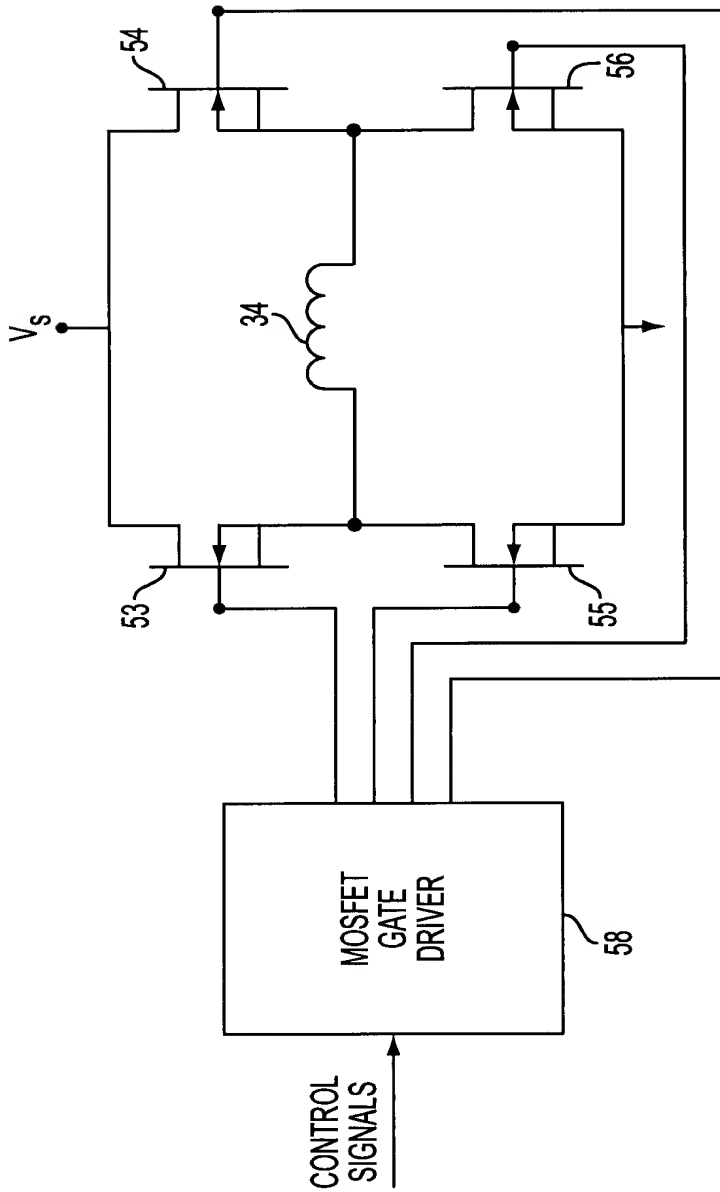 CONTROL
SIGNALS
MOSFET
GATE
DRIVER
58
53
54
V_S
34
55
56